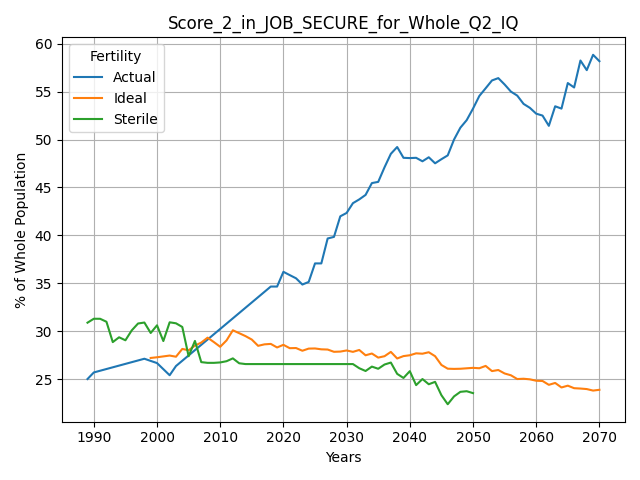 Score_2_in_JOB_SECURE_for_Whole_Q2_IQ
Fertility
Actual
Ideal
Sterile
% of Whole Population
60
55
50
45
40
35
30
25
1990 2000 2010 2020 2030 2040 2050 2060 2070
Years